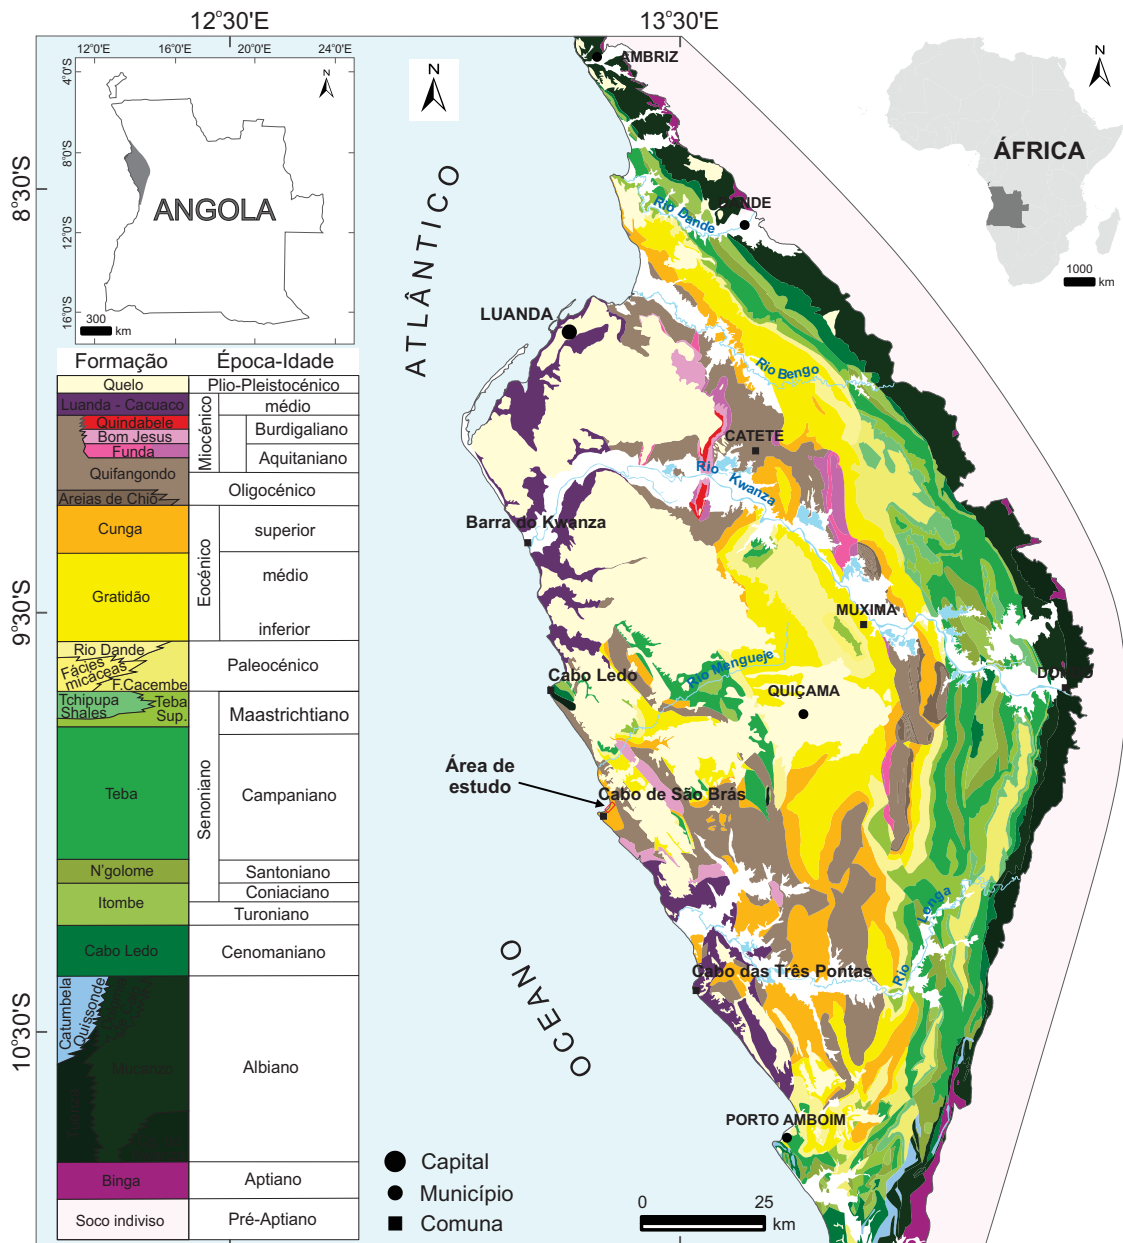 12°30'E
13°30'E
8°30'S
9°30'S
10°30'S
12°0'E
16°0'E
20°0'E
24°0'E
4°0'S
8°0'S
12°0'S
16°0'S
N
ANGOLA
300
km
N
N
ÁFRICA
1000
km
Formação
Época-Idade
Quelo
Plio-Pleistocénico
Luanda - Cacuaco
Miocénico
médio
Quindabele
Burdigaliano
Bom Jesus
Funda
Aquitaniano
Quifangondo
Oligocénico
Areias de Chio
Cunga
Eocénico
superior
Gratidão
médio
inferior
Rio Dande
Fácies
micáceas
F.Cacembe
Paleocénico
Tchipupa
Shales
Teba
Sup.
Maastrichtiano
Senoniano
Teba
Campaniano
N'golome
Santoniano
Coniaciano
Itombe
Turoniano
Cabo Ledo
Cenomaniano
Catumbela
Quissonde
Mucanzo
Albiano
Binga
Aptiano
Soco indiviso
Pré-Aptiano
OCEANO
ATLÂNTICO
AMBRIZ
Rio Dande
LUANDA
Rio Bengo
CATETE
Rio Kwanza
Barra do Kwanza
MUXIMA
Rio Mengueje
Cabo Ledo
QUIÇAMA
Área de
estudo
Cabo de São Brás
Rio Longa
Cabo das Três Pontas
PORTO AMBOIM
Capital
Município
Comuna
0
25
km